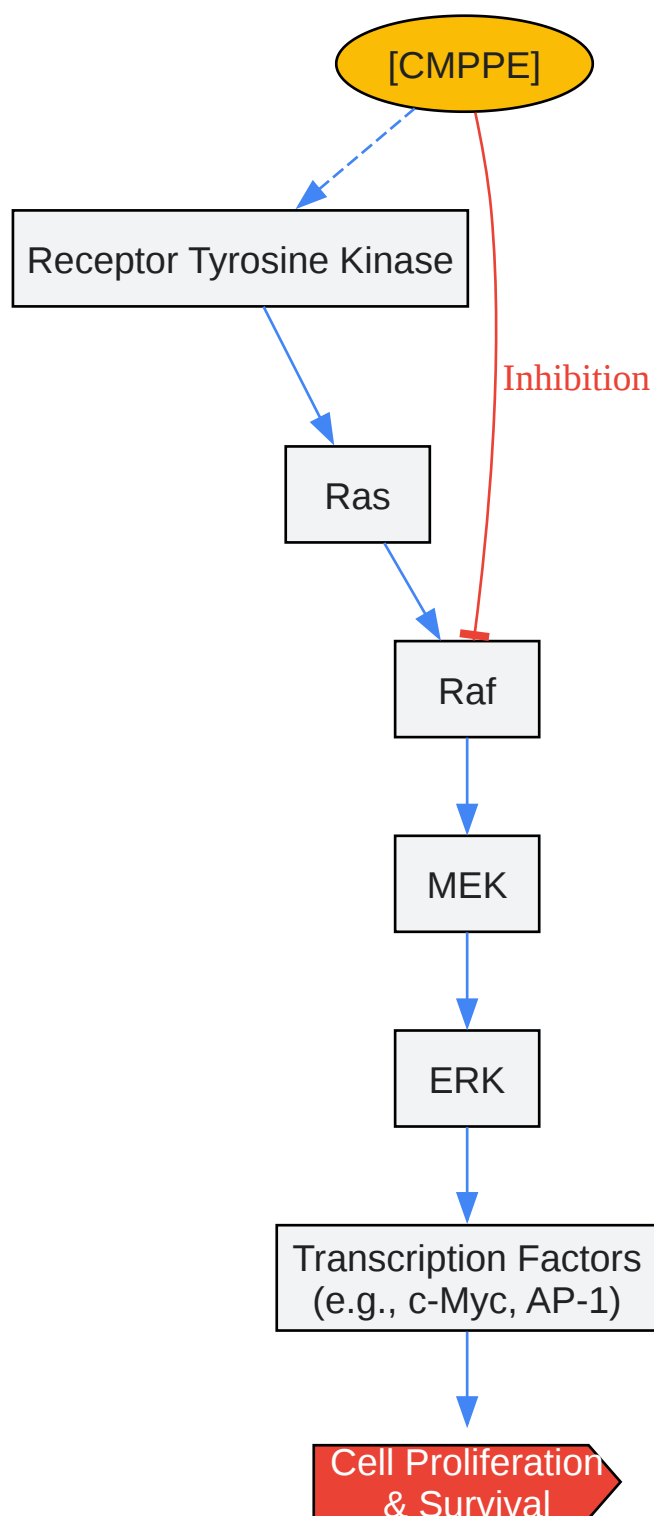 [CMPPE]
Receptor Tyrosine Kinase
Inhibition
Ras
Raf
MEK
ERK
Transcription Factors
(e.g., c-Myc, AP-1)
Cell Proliferation
& Survival